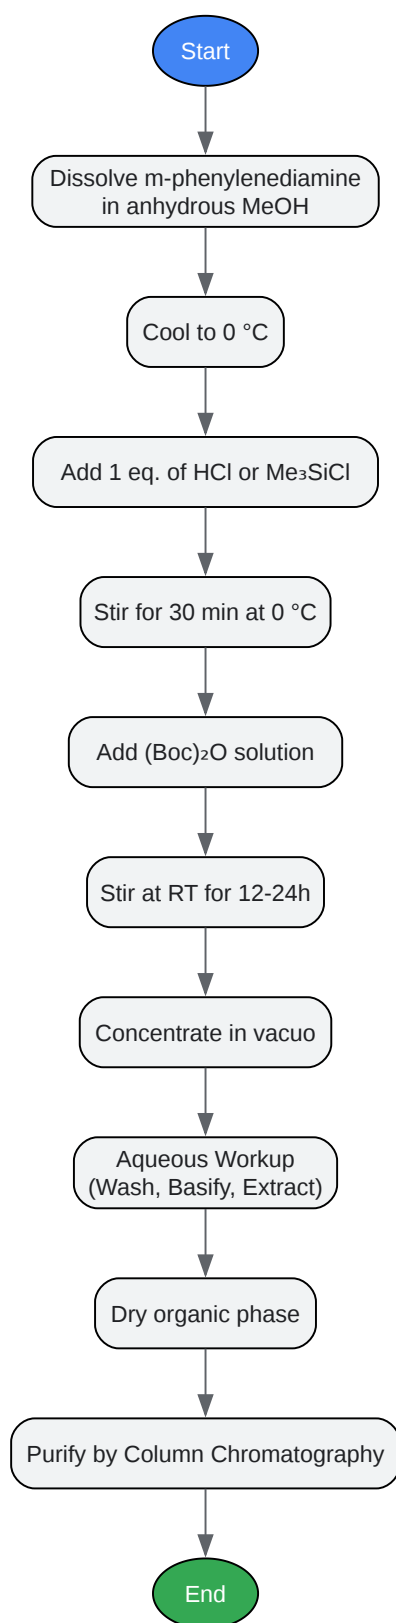 Start
Dissolve m-phenylenediamine
in anhydrous MeOH
Cool to 0 °C
Add 1 eq. of HCl or Me₃SiCl
Stir for 30 min at 0 °C
Add (Boc)₂O solution
Stir at RT for 12-24h
Concentrate in vacuo
Aqueous Workup
(Wash, Basify, Extract)
Dry organic phase
Purify by Column Chromatography
End